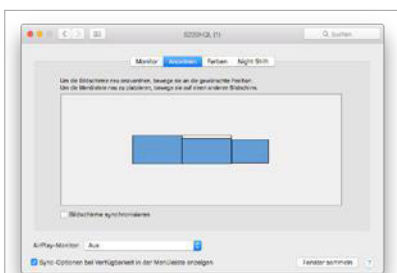 Suchen
Monitor Anordnen Farben Night Shift
Um die Bildschirme neu anzuordnen, bewege sie an die gewünschte Position.
Um die Menüleiste neu zu platzieren, bewege sie auf einen anderen Bildschirm.
Bildschirme synchronisieren
AirPlay-Monitor: Aus
Sync-Optionen bei Verfügbarkeit in der Menüleiste anzeigen
Fenster sammeln ?